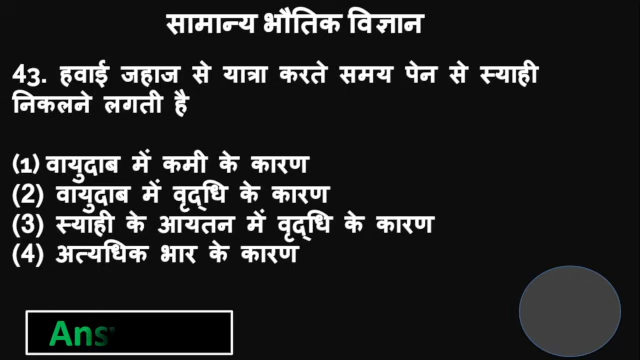 सामान्य भौतिक विज्ञान
43. हवाई जहाज से यात्रा करते समय पेन से स्याही
निकलने लगती है
(1) वायुदाब में कमी के कारण
(2) वायुदाब में वृद्धि के कारण
(3) स्याही के आयतन में वृद्धि के कारण
(4) अत्यधिक भार के कारण
Ans